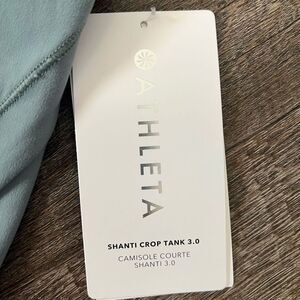 ATHLETA
SHANTI CROP TANK 3.0
CAMISOLE COURTE
SHANTI 3.0